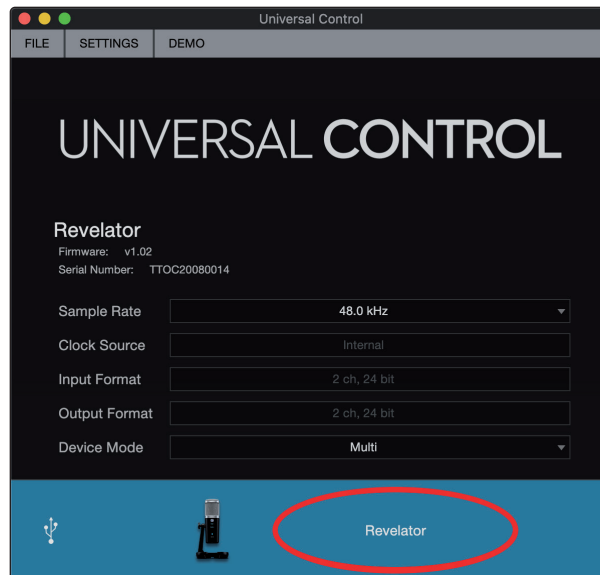 Universal Control
FILE SETTINGS DEMO
UNIVERSAL CONTROL
Revelator
Firmware: v1.02
Serial Number: TTOC20080014
Sample Rate 48.0 kHz
Clock Source Internal
Input Format 2 ch, 24 bit
Output Format 2 ch, 24 bit
Device Mode Multi
Revelator